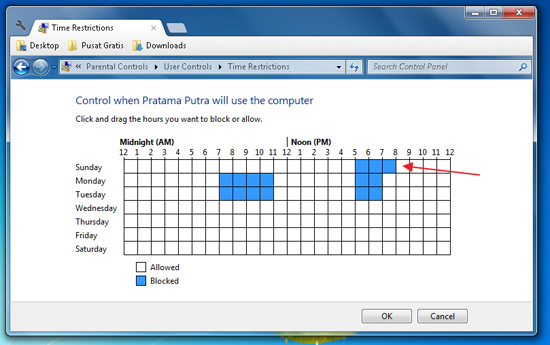 Time Restrictions
Desktop Pusat Gratis Downloads
« Parental Controls User Controls Time Restrictions Search Control Panel
Control when Pratama Putra will use the computer
Click and drag the hours you want to block or allow.
Midnight (AM) Noon (PM)
12 1 2 3 4 5 6 7 8 9 10 11 12 1 2 3 4 5 6 7 8 9 10 11 12
Sunday
Monday
Tuesday
Wednesday
Thursday
Friday
Saturday
Allowed
Blocked
OK Cancel